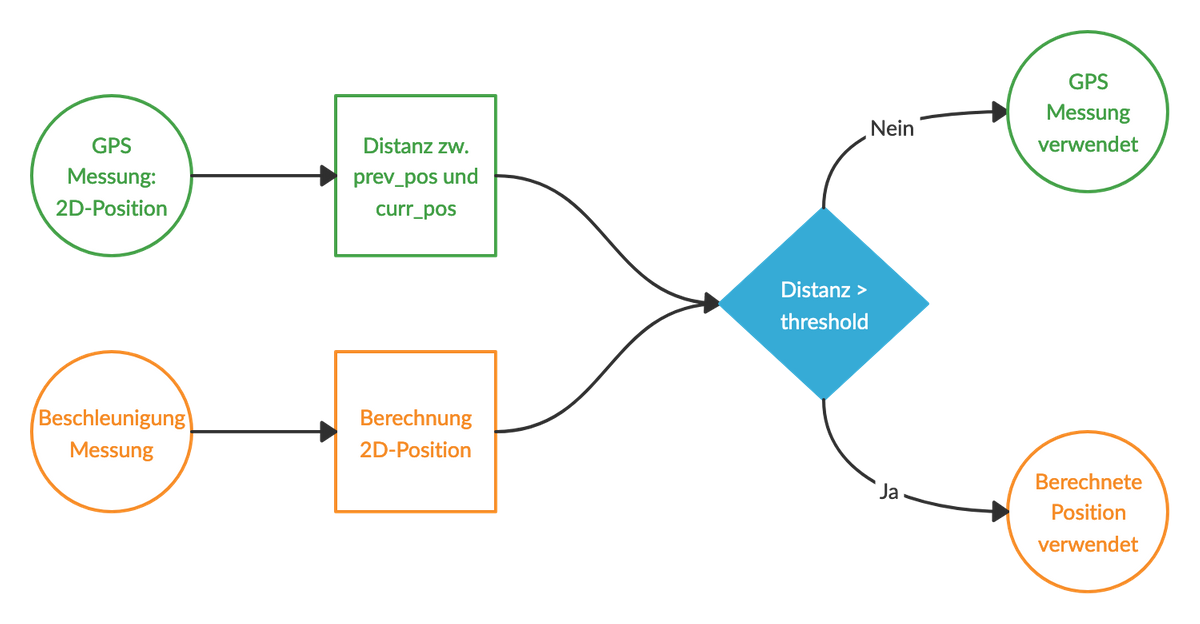 GPS
Messung:
2D-Position
Distanz zw.
prev_pos und
curr_pos
Beschleunigung
Messung
Berechnung
2D-Position
Distanz >
threshold
Nein
GPS
Messung
verwendet
Ja
Berechnete
Position
verwendet